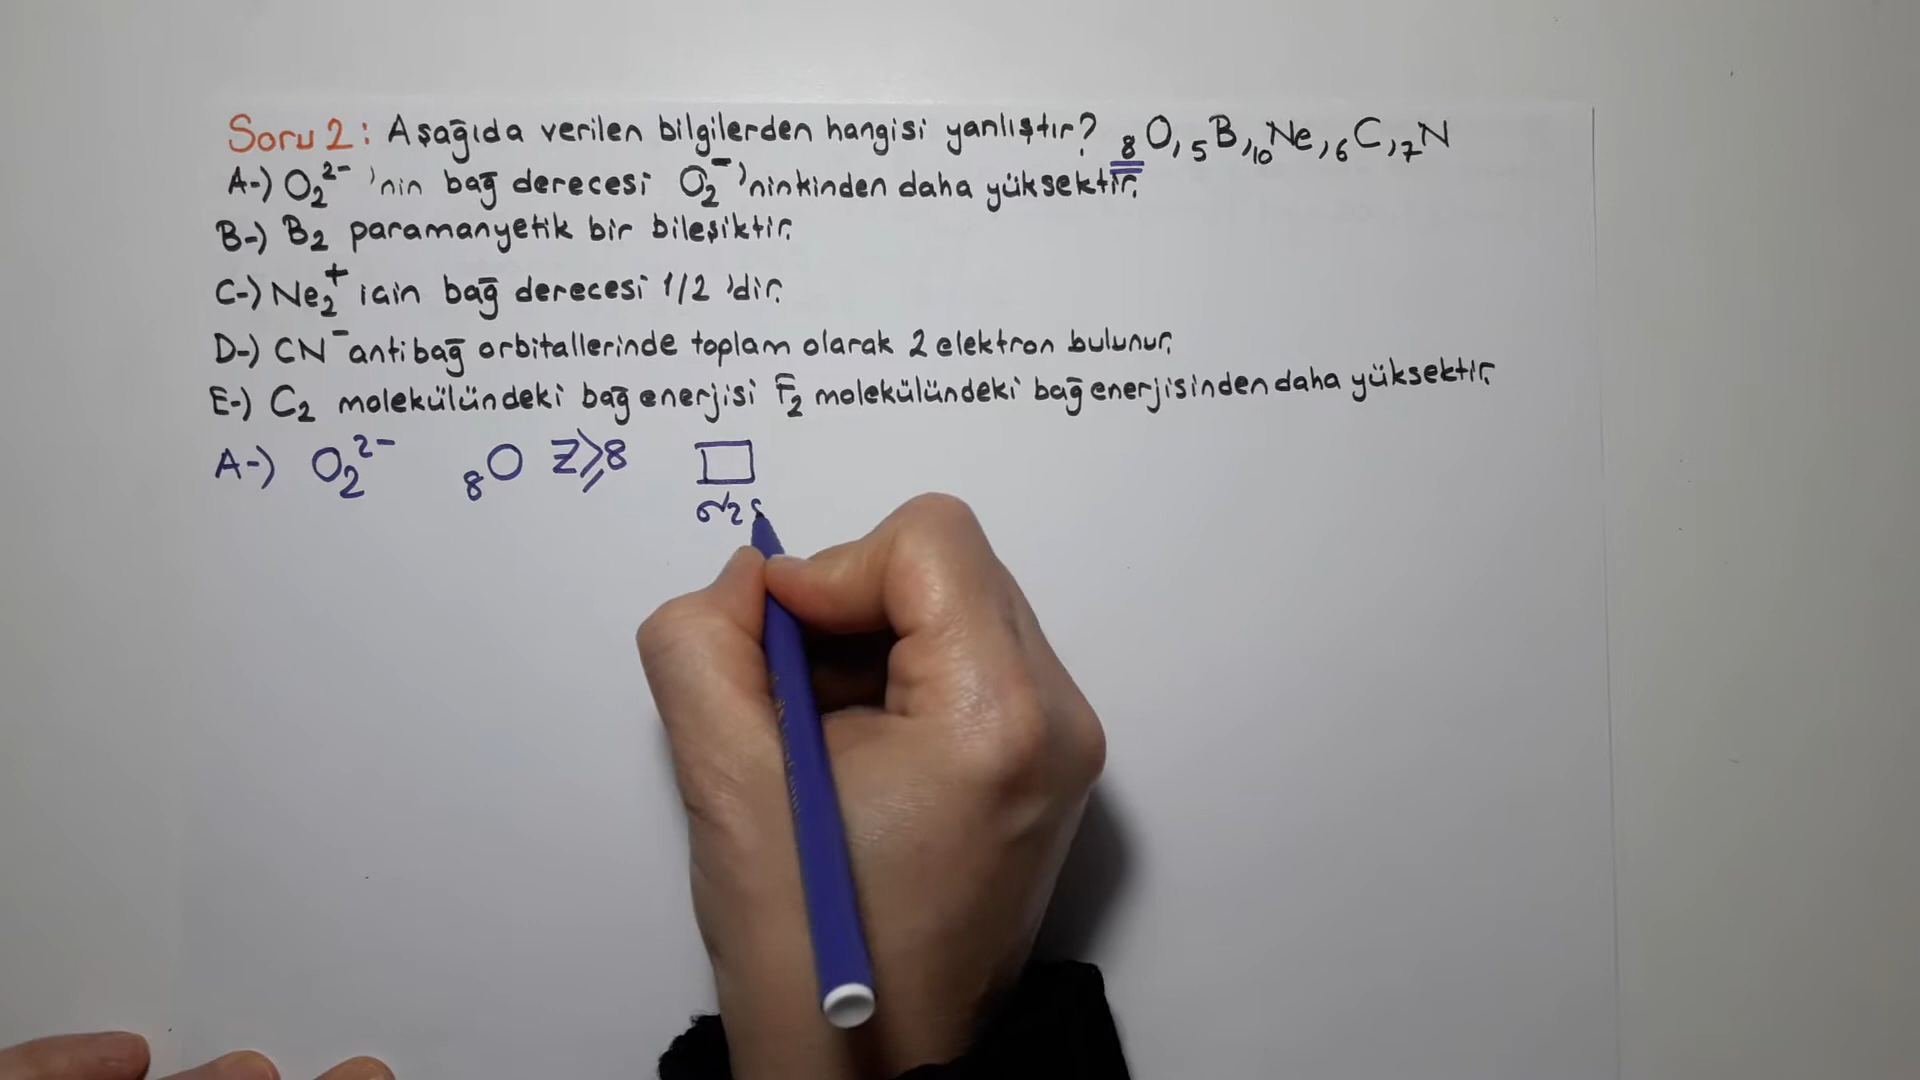 Soru 2: Aşağıda verilen bilgilerden hangisi yanlıştır? ₈O, ₅B, ₁₀Ne, ₆C, ₇N
A-) O₂²⁻ 'nin bağ derecesi O₂⁻ 'ninkinden daha yüksektir.
B-) B₂ paramanyetik bir bileşiktir.
C-) Ne₂⁺ icin bağ derecesi 1/2 'dir.
D-) CN⁻ antibağ orbitallerinde toplam olarak 2 elektron bulunur.
E-) C₂ molekülündeki bağ enerjisi F₂ molekülündeki bağ enerjisinden daha yüksektir.
A-) O₂²⁻ ₈O Z≥8
σ2s